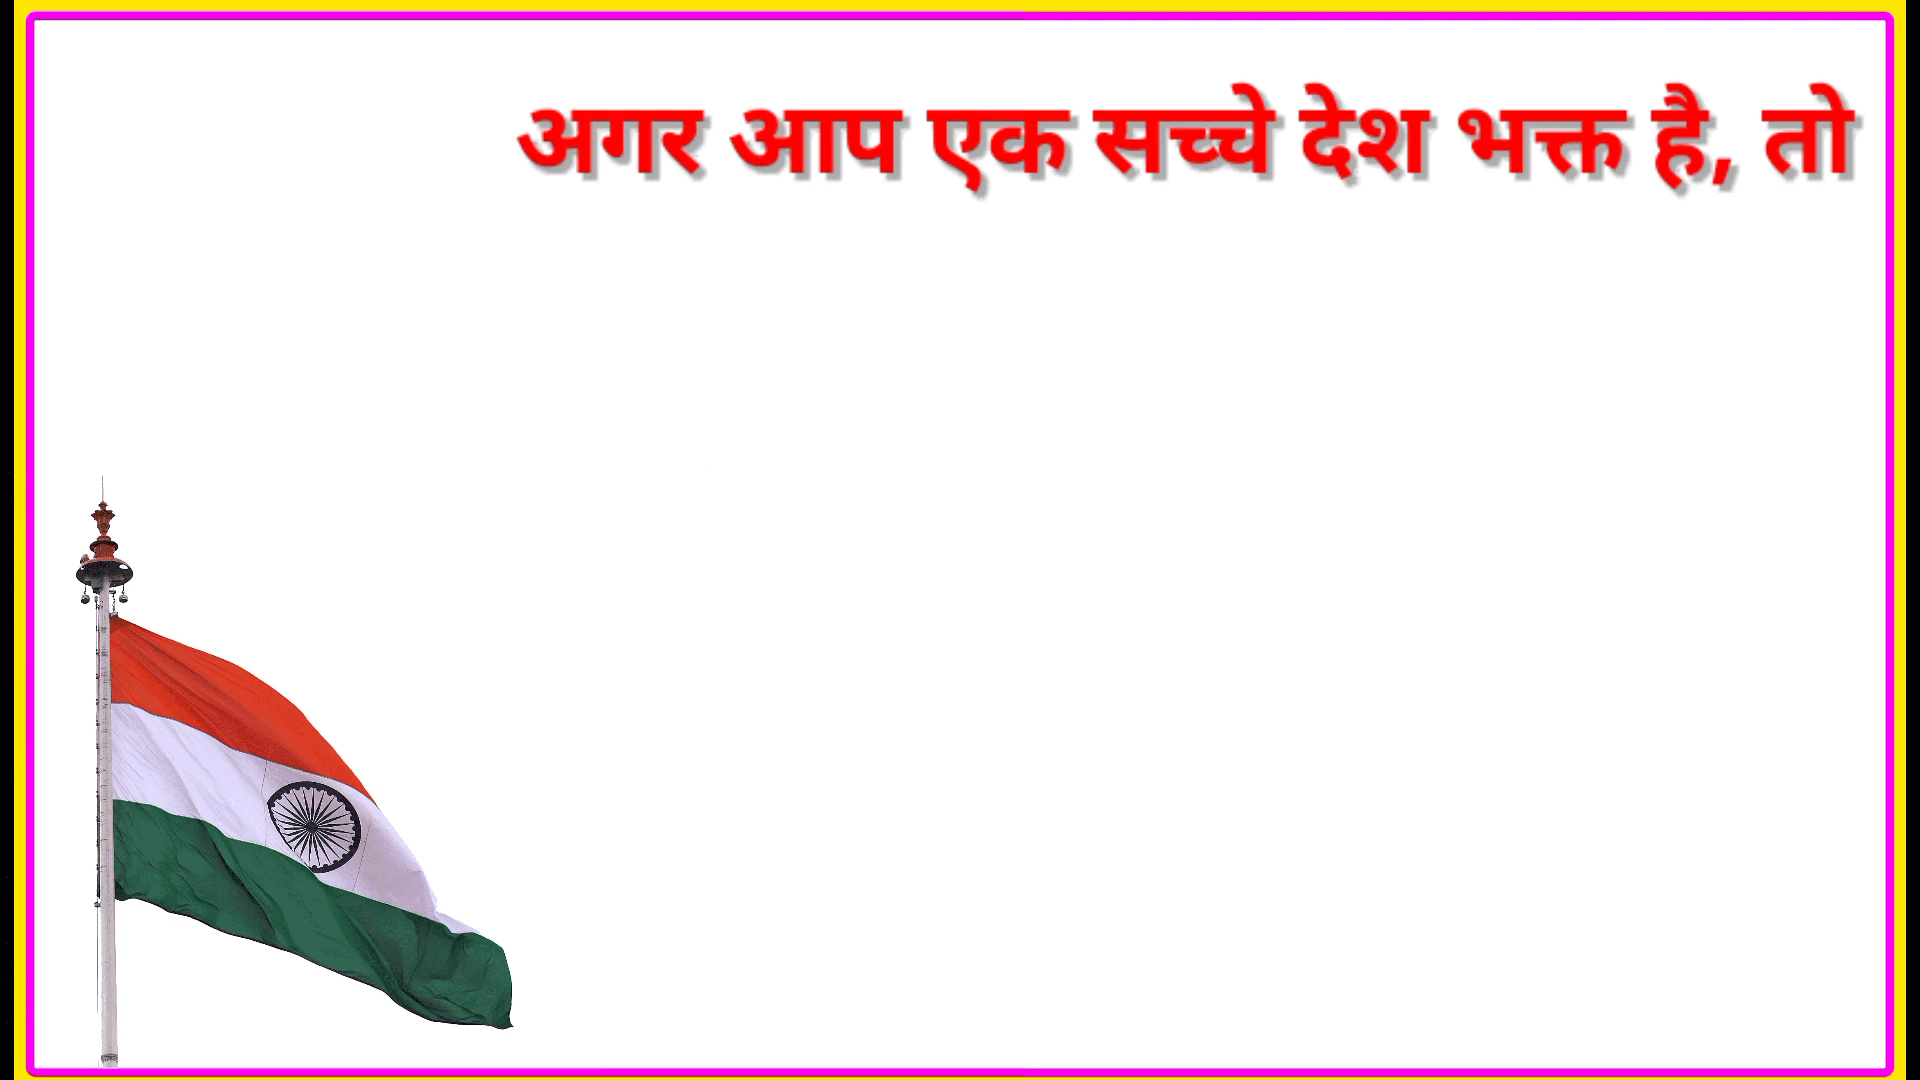 अगर आप एक सच्चे देश भक्त है, तो